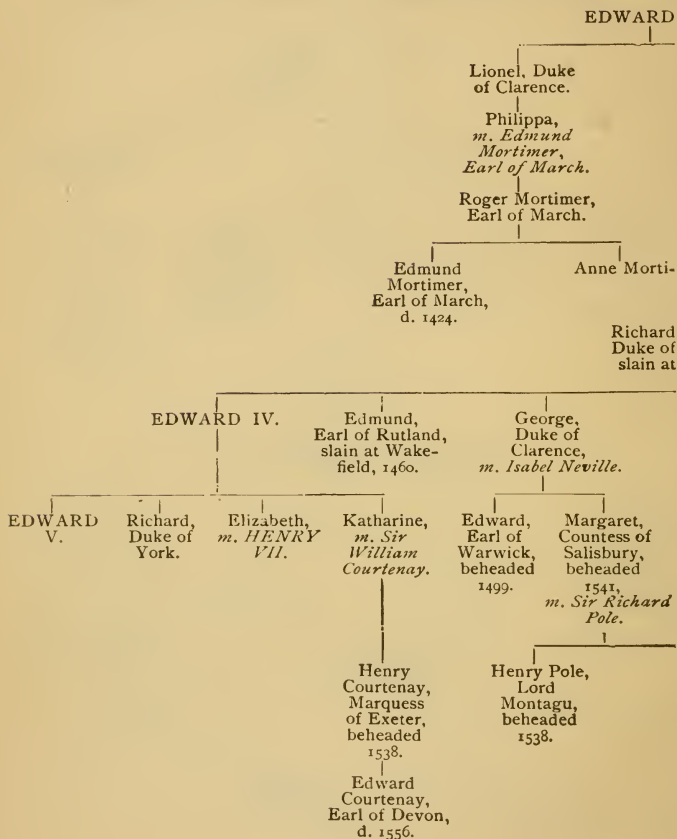 EDWARD
Lionel, Duke
of Clarence.
Philippa,
m. Edmund
Mortimer,
Earl of March.
Roger Mortimer,
Earl of March.
Edmund
Mortimer,
Earl of March,
d. 1424.
Anne Morti-
Richard
Duke of
slain at
EDWARD IV.
Edmund,
Earl of Rutland,
slain at Wake-
field, 1460.
George,
Duke of
Clarence,
m. Isabel Neville.
EDWARD
V.
Richard,
Duke of
York.
Elizabeth,
m. HENRY
VII.
Katharine,
m. Sir
William
Courtenay.
Edward,
Earl of
Warwick,
beheaded
1499.
Margaret,
Countess of
Salisbury,
beheaded
1541,
m. Sir Richard
Pole.
Henry
Courtenay,
Marquess
of Exeter,
beheaded
1538.
Henry Pole,
Lord
Montagu,
beheaded
1538.
Edward
Courtenay,
Earl of Devon,
d. 1556.